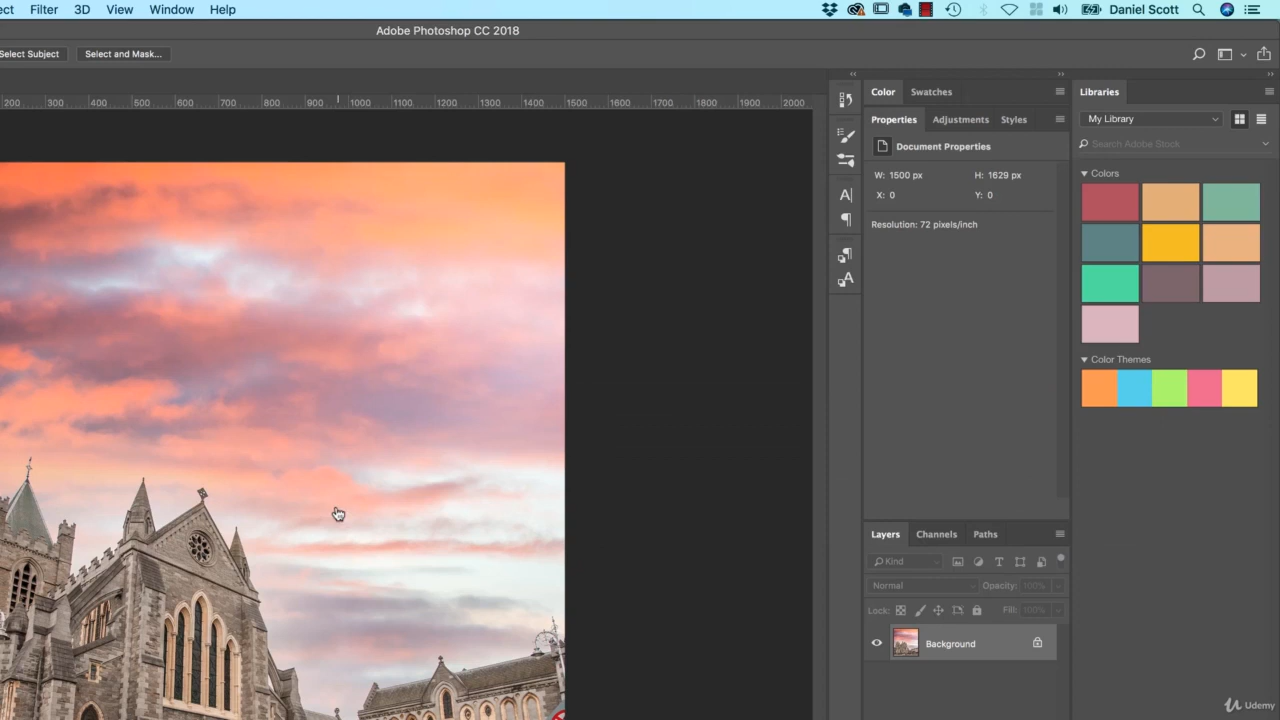 ect Filter 3D View Window Help Daniel Scott
Adobe Photoshop CC 2018
Select Subject Select and Mask...
200 300 400 500 600 700 800 900 1000 1100 1200 1300 1400 1500 1600 1700 1800 1900 2000
Color Swatches
Properties Adjustments Styles
Document Properties
W: 1500 px H: 1629 px
X: 0 Y: 0
Resolution: 72 pixels/inch
Layers Channels Paths
Kind
Normal Opacity: 100%
Lock: Fill: 100%
Background
Libraries
My Library
Search Adobe Stock
Colors
Color Themes
Udemy